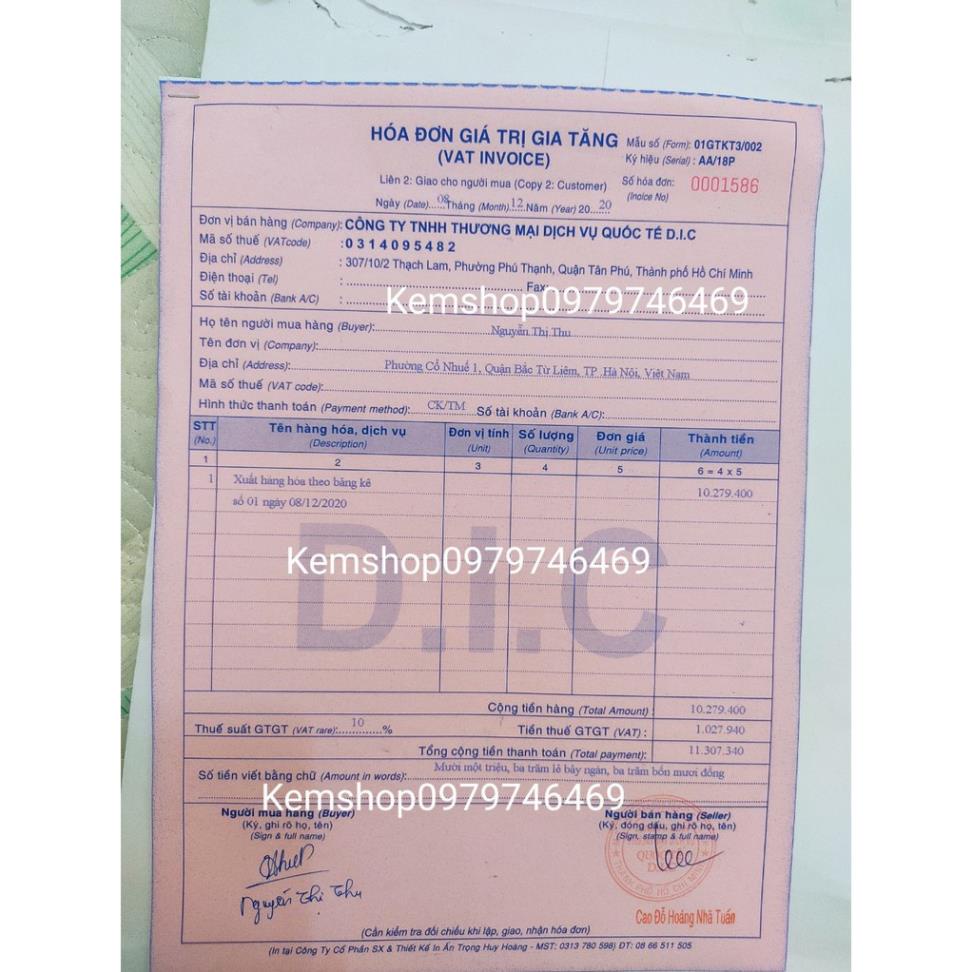 HÓA ĐƠN GIÁ TRỊ GIA TĂNG
(VAT INVOICE)
Mẫu số (Form): 01GTKT3/002
Ký hiệu (Serial) : AA/18P
Liên 2: Giao cho người mua (Copy 2: Customer)
Số hóa đơn: 0001586
(Inoice No)
Ngày (Date)....08 Tháng (Month).12.Năm (Year) 20...20
Đơn vị bán hàng (Company): CÔNG TY TNHH THƯƠNG MẠI DỊCH VỤ QUỐC TẾ D.I.C
Mã số thuế (VATcode) : 0314095482
Địa chỉ (Address) : 307/10/2 Thạch Lam, Phường Phú Thạnh, Quận Tân Phú, Thành phố Hồ Chí Minh
Điện thoại (Tel) : Fax:
Số tài khoản (Bank A/C) :
Kemshop0979746469
Họ tên người mua hàng (Buyer): Nguyễn Thị Thu
Tên đơn vị (Company):
Địa chỉ (Address): Phường Cổ Nhuế 1, Quận Bắc Từ Liêm, TP Hà Nội, Việt Nam
Mã số thuế (VAT code):
Hình thức thanh toán (Payment method): CK/TM Số tài khoản (Bank A/C):
STT Tên hàng hóa, dịch vụ Đơn vị tính Số lượng Đơn giá Thành tiền
(No.) (Description) (Unit) (Quantity) (Unit price) (Amount)
1 2 3 4 5 6 = 4 x 5
1 Xuất hàng hóa theo bảng kê 10.279.400
số 01 ngày 08/12/2020
D.I.C
Kemshop0979746469
Cộng tiền hàng (Total Amount) 10.279.400
Thuế suất GTGT (VAT rare): 10 % Tiền thuế GTGT (VAT) : 1.027.940
Tổng cộng tiền thanh toán (Total payment): 11.307.340
Số tiền viết bằng chữ (Amount in words): Mười một triệu, ba trăm lẻ bảy ngàn, ba trăm bốn mươi đồng
Kemshop0979746469
Người mua hàng (Buyer) Người bán hàng (Seller)
(Ký, ghi rõ họ, tên) (Ký, đóng dấu, ghi rõ họ, tên)
(Sign & full name) (Sign, stamp & full name)
Nguyễn Thị Thu
Cao Đỗ Hoàng Nhã Tuấn
(Cần kiểm tra đối chiếu khi lập, giao, nhận hóa đơn)
(In tại Công Ty Cổ Phần SX & Thiết Kế In Ấn Trọng Huy Hoàng - MST: 0313 780 598) ĐT: 08 66 511 505